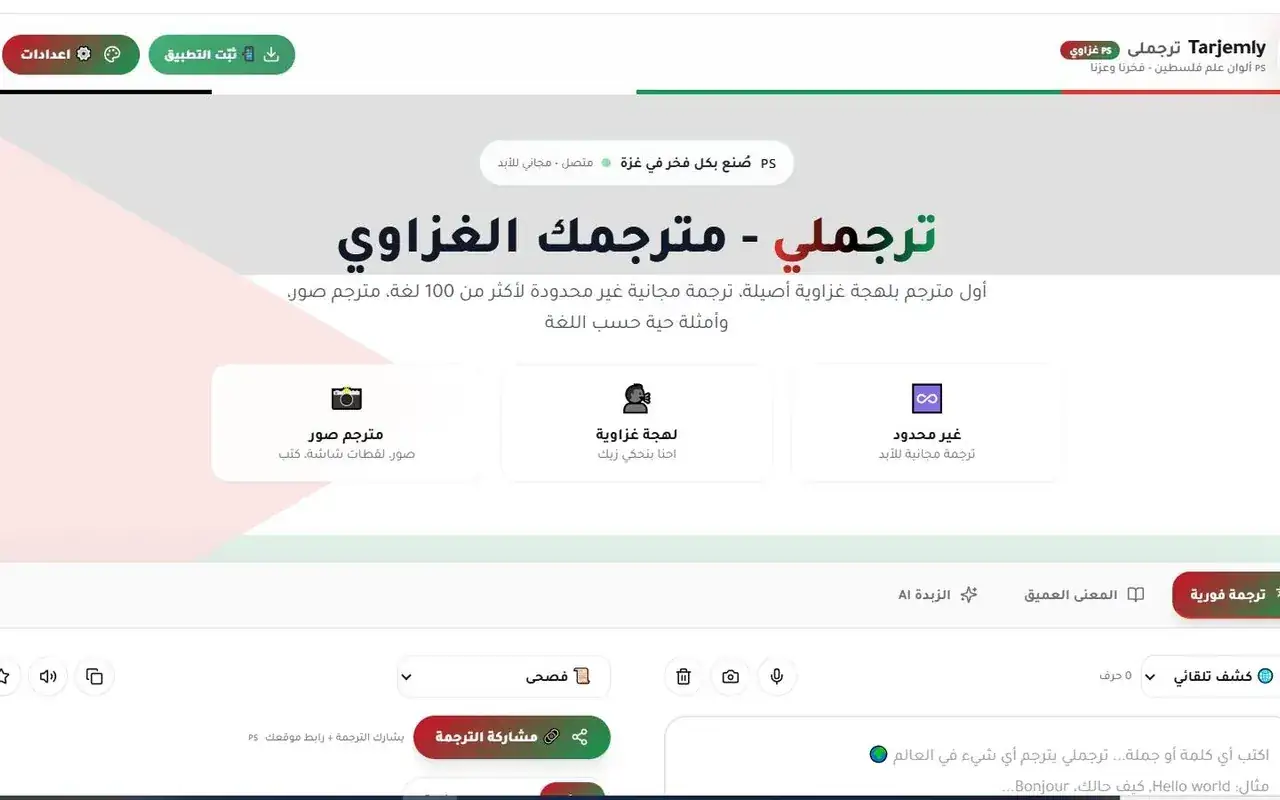 Tarjemly ترجملي PS غزاوي
PS ألوان علم فلسطين - فخرنا وعزنا
ثبّت التطبيق
اعدادات
PS صُنع بكل فخر في غزة متصل - مجاني للأبد
ترجملي - مترجمك الغزاوي
أول مترجم بلهجة غزاوية أصيلة، ترجمة مجانية غير محدودة لأكثر من 100 لغة، مترجم صور،
وأمثلة حية حسب اللغة
غير محدود
ترجمة مجانية للأبد
لهجة غزاوية
احنا بنحكي زيك
مترجم صور
صور، لقطات شاشة، كتب
ترجمة فورية
المعنى العميق
الزبدة AI
كشف تلقائي
0 حرف
فصحى
اكتب أي كلمة أو جملة... ترجملي يترجم أي شيء في العالم
مثال: Hello world, كيف حالك, Bonjour...
مشاركة الترجمة
بشارك الترجمة + رابط موقعك PS